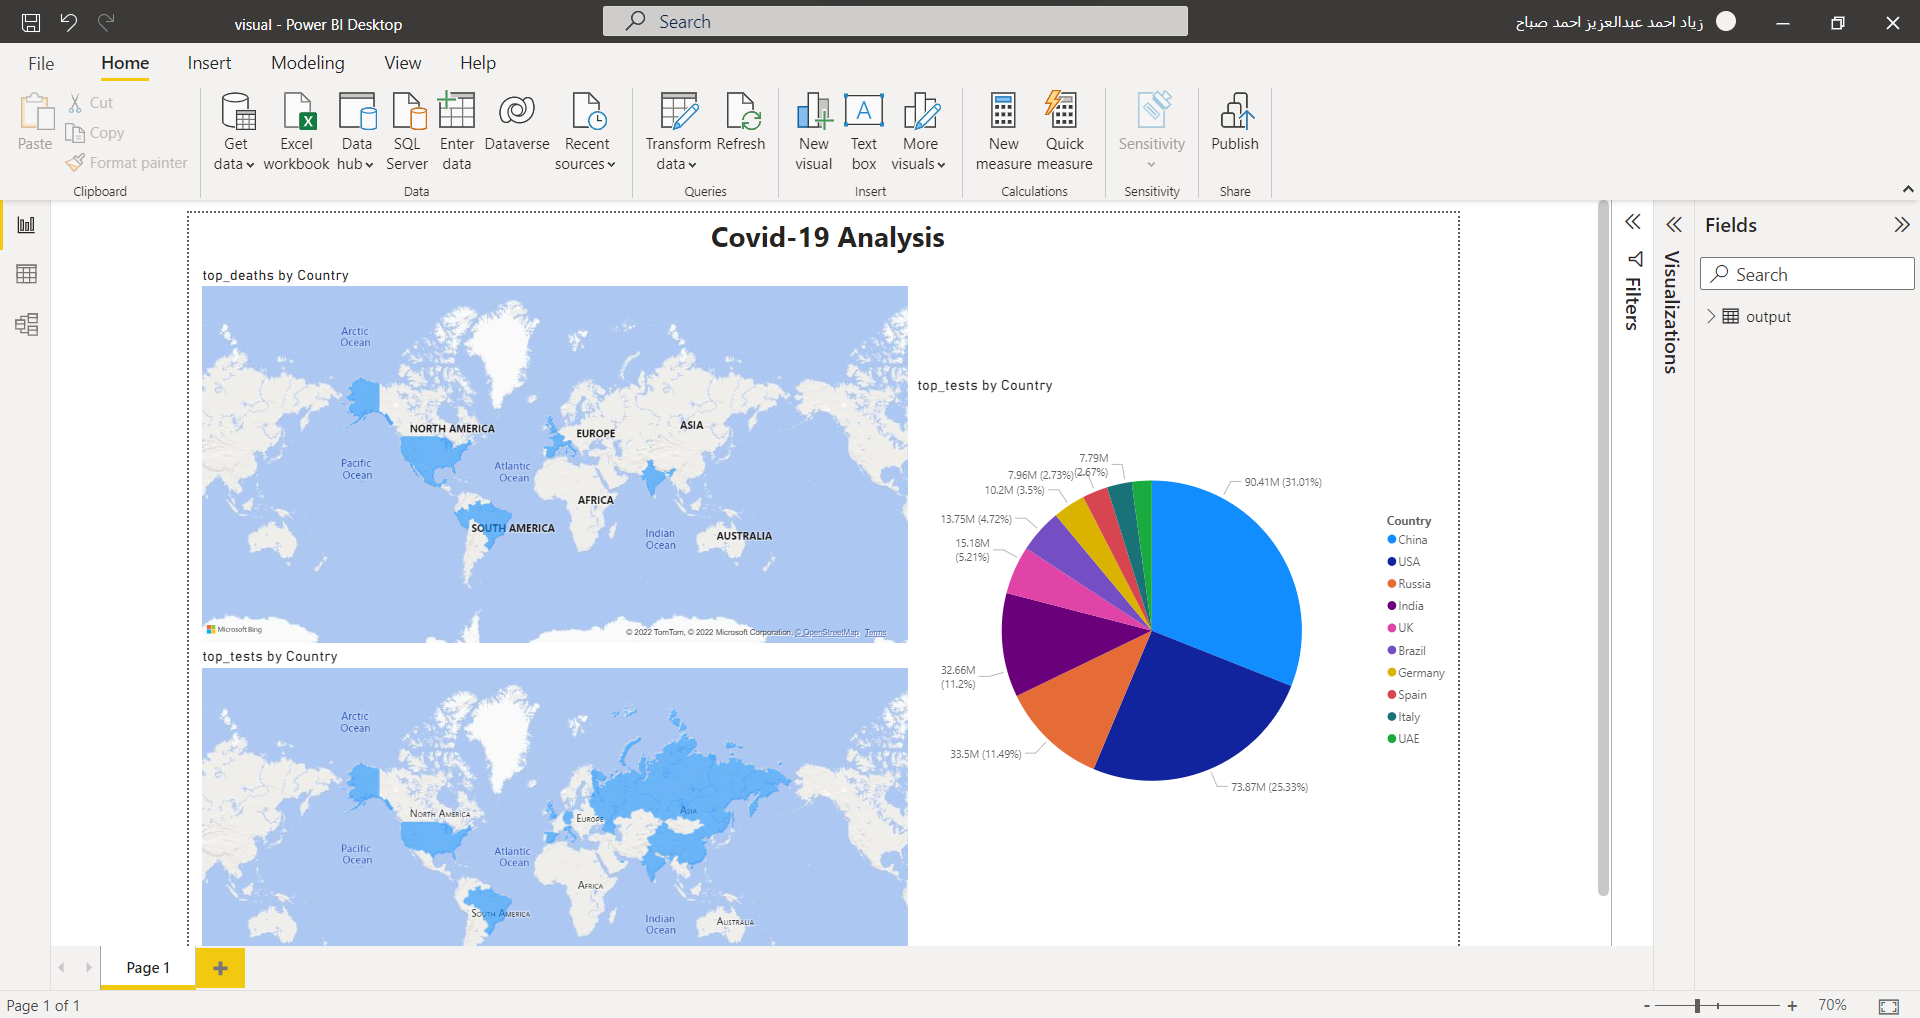 visual - Power BI Desktop
Search
زياد احمد عبدالعزيز احمد صباح
File
Home
Insert
Modeling
View
Help
Paste
Cut
Copy
Format painter
Clipboard
Get data
Excel workbook
Data hub
SQL Server
Enter data
Dataverse
Recent sources
Data
Transform data
Refresh
Queries
New visual
Text box
More visuals
Insert
New measure
Quick measure
Calculations
Sensitivity
Sensitivity
Publish
Share
Covid-19 Analysis
top_deaths by Country
Arctic
Ocean
NORTH AMERICA
EUROPE
ASIA
Pacific
Ocean
Atlantic
Ocean
AFRICA
SOUTH AMERICA
Indian
Ocean
AUSTRALIA
Microsoft Bing
© 2022 TomTom, © 2022 Microsoft Corporation, © OpenStreetMap Terms
top_tests by Country
Arctic
Ocean
NORTH AMERICA
EUROPE
ASIA
Pacific
Ocean
Atlantic
Ocean
AFRICA
SOUTH AMERICA
Indian
Ocean
AUSTRALIA
top_tests by Country
90.41M (31.01%)
73.87M (25.33%)
33.5M (11.49%)
32.66M
(11.2%)
15.18M
(5.21%)
13.75M (4.72%)
10.2M (3.5%)
7.96M (2.73%)
7.79M
(2.67%)
Country
China
USA
Russia
India
UK
Brazil
Germany
Spain
Italy
UAE
Filters
Visualizations
Fields
Search
output
Page 1
Page 1 of 1
70%